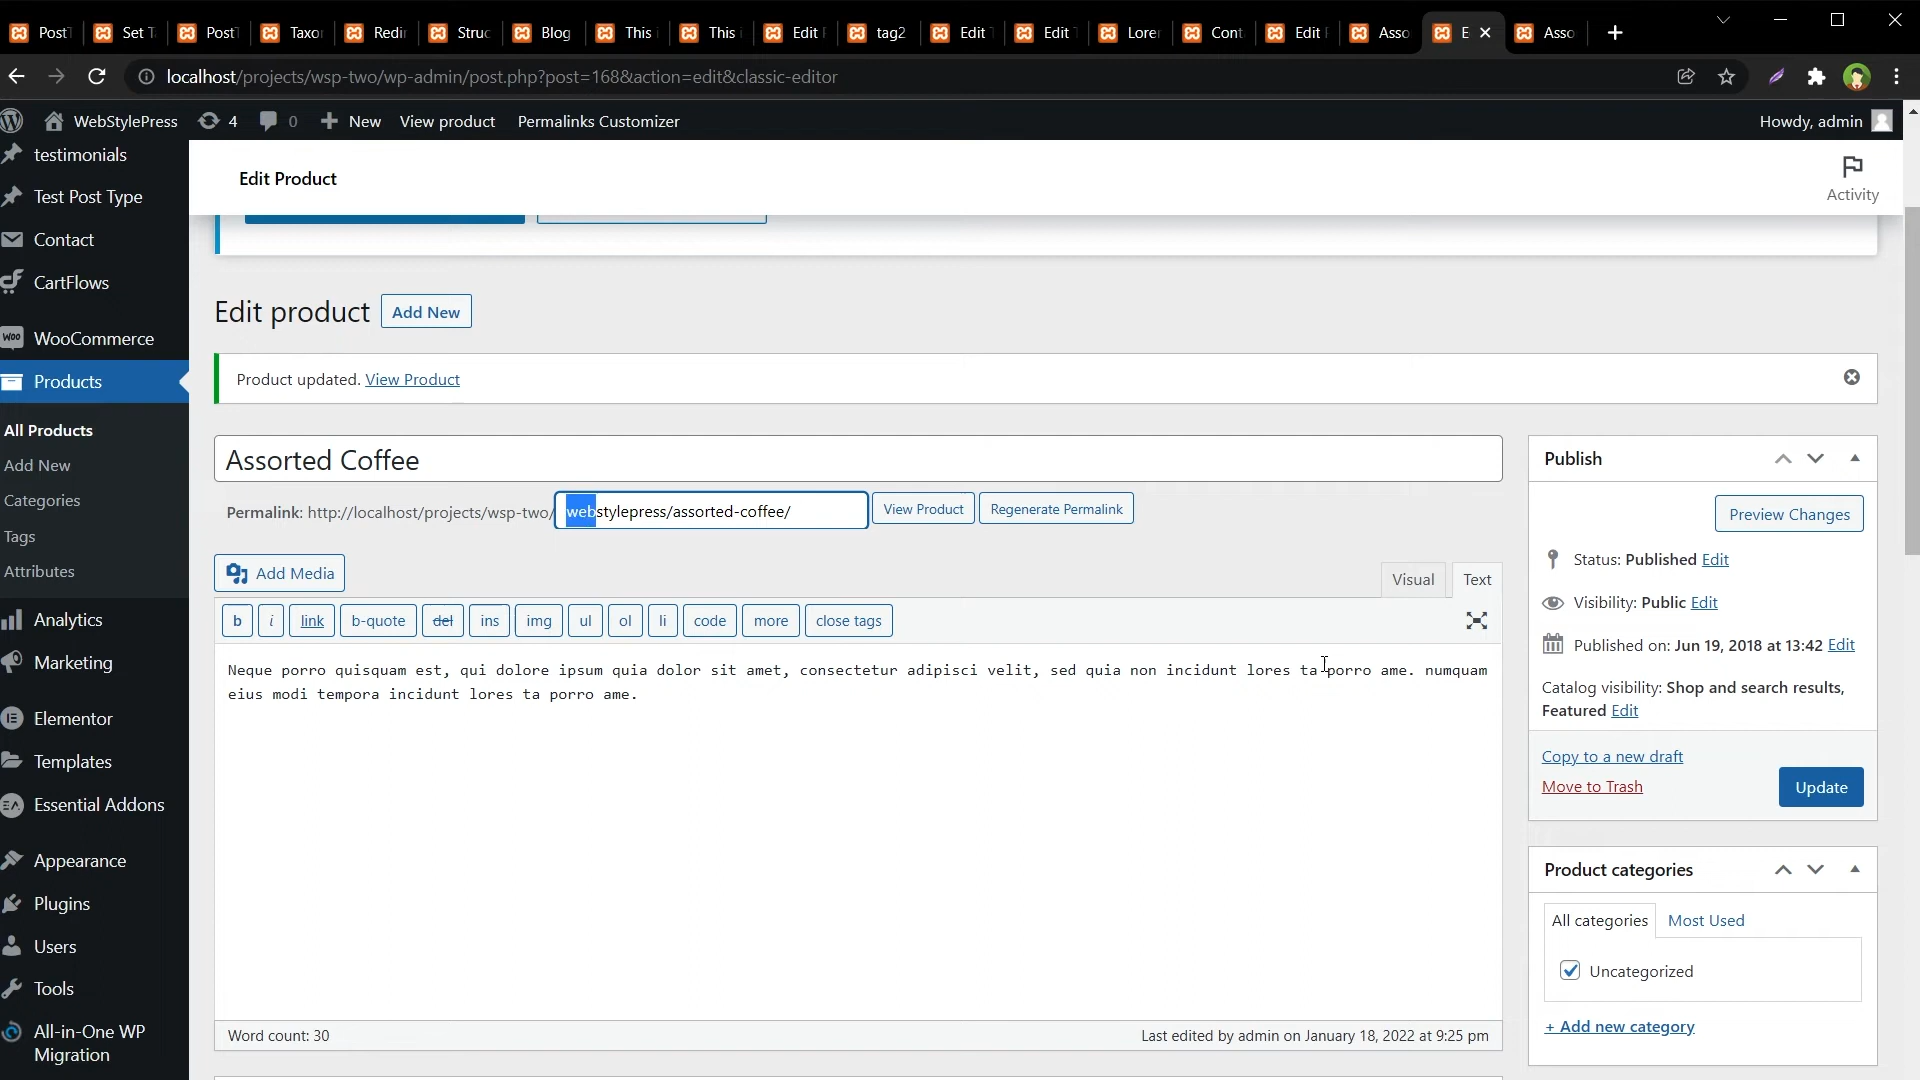 Post
Set T
Post
Taxo
Redi
Struc
Blog
This
This
Edit
tag2
Edit
Edit
Lore
Cont
Edit
Asso
E
Asso
localhost/projects/wsp-two/wp-admin/post.php?post=168&action=edit&classic-editor
WebStylePress 4 0 New View product Permalinks Customizer Howdy, admin
testimonials
Test Post Type
Contact
CartFlows
WooCommerce
Products
All Products
Add New
Categories
Tags
Attributes
Analytics
Marketing
Elementor
Templates
Essential Addons
Appearance
Plugins
Users
Tools
All-in-One WP
Migration
Edit Product
Activity
Edit product Add New
Product updated. View Product
Assorted Coffee
Permalink: http://localhost/projects/wsp-two/ webstylepress/assorted-coffee/ View Product Regenerate Permalink
Add Media
Visual Text
b i link b-quote del ins img ul ol li code more close tags
Neque porro quisquam est, qui dolore ipsum quia dolor sit amet, consectetur adipisci velit, sed quia non incidunt lores ta porro ame. numquam
eius modi tempora incidunt lores ta porro ame.
Word count: 30
Last edited by admin on January 18, 2022 at 9:25 pm
Publish
Preview Changes
Status: Published Edit
Visibility: Public Edit
Published on: Jun 19, 2018 at 13:42 Edit
Catalog visibility: Shop and search results,
Featured Edit
Copy to a new draft
Move to Trash
Update
Product categories
All categories Most Used
Uncategorized
+ Add new category